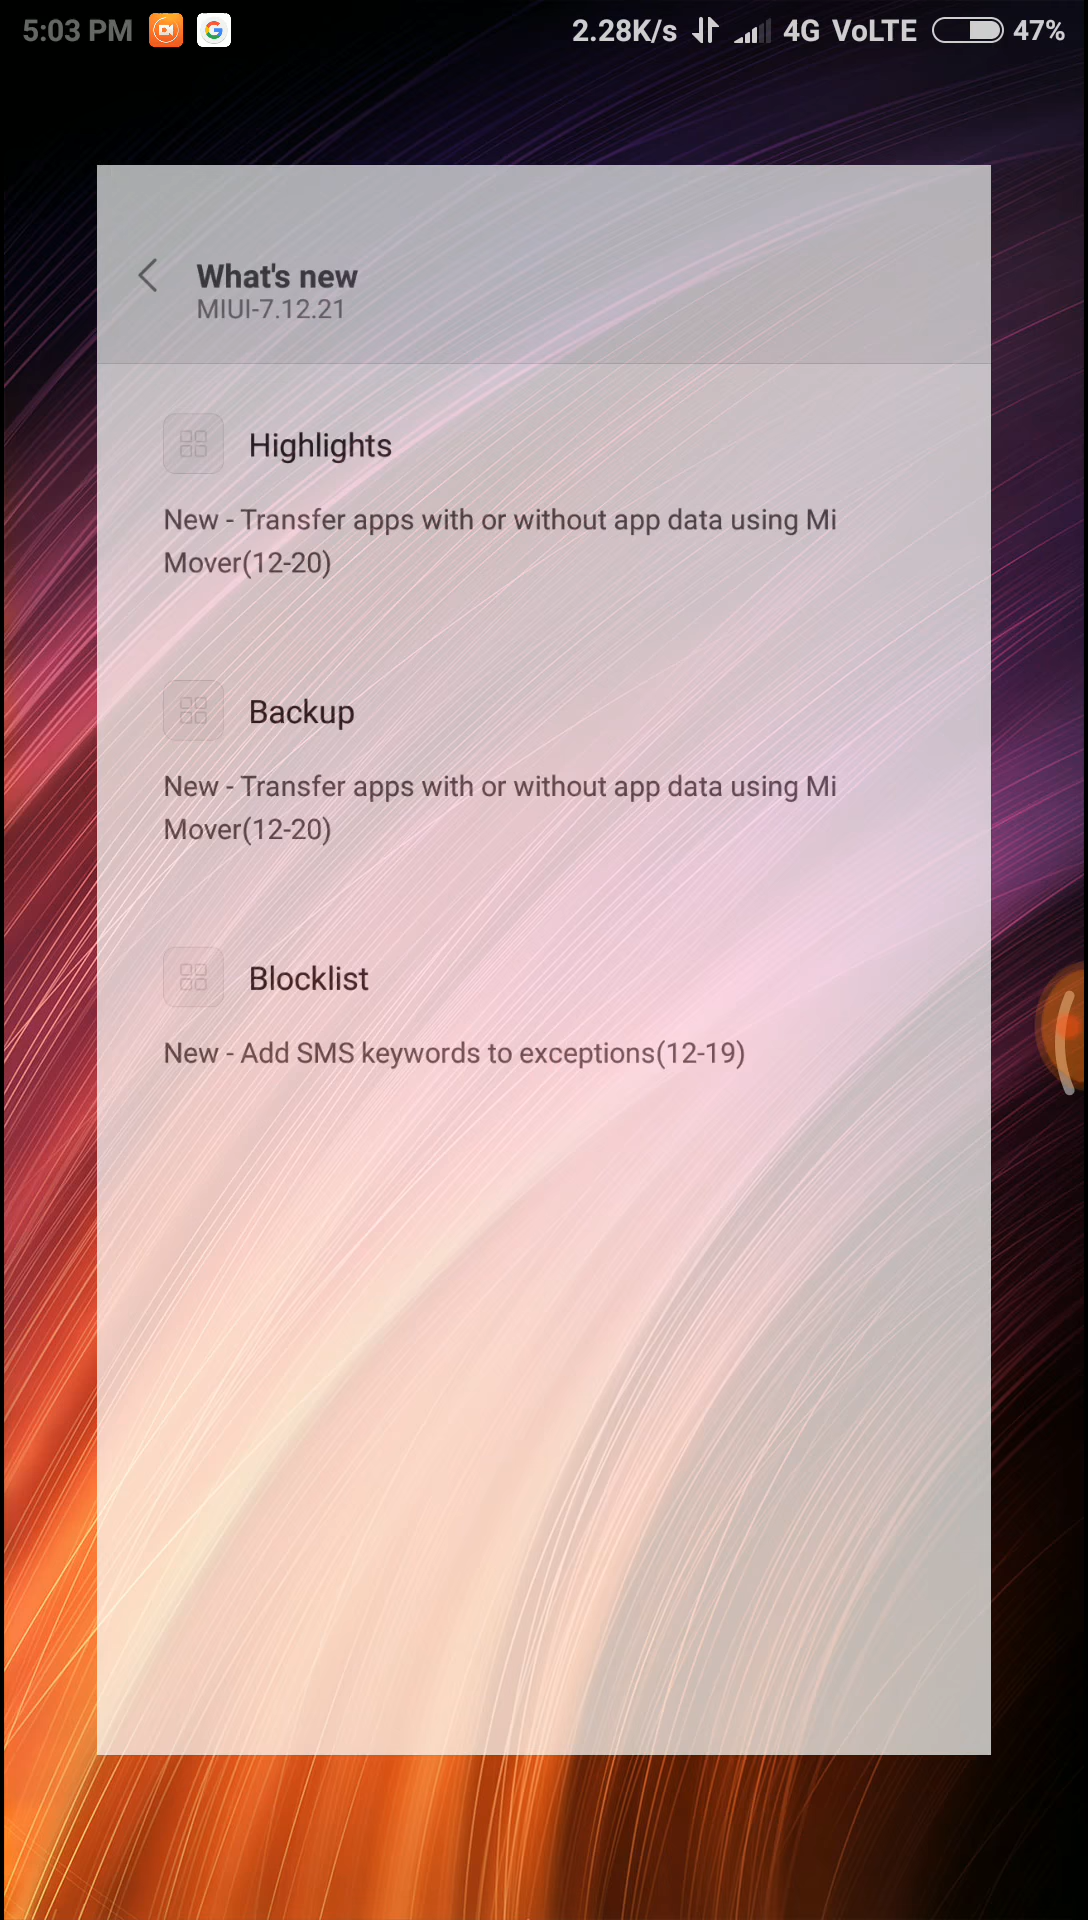 5:03 PM 2.28K/s 4G VoLTE 47%
What's new
MIUI-7.12.21
Highlights
New - Transfer apps with or without app data using Mi
Mover(12-20)
Backup
New - Transfer apps with or without app data using Mi
Mover(12-20)
Blocklist
New - Add SMS keywords to exceptions(12-19)